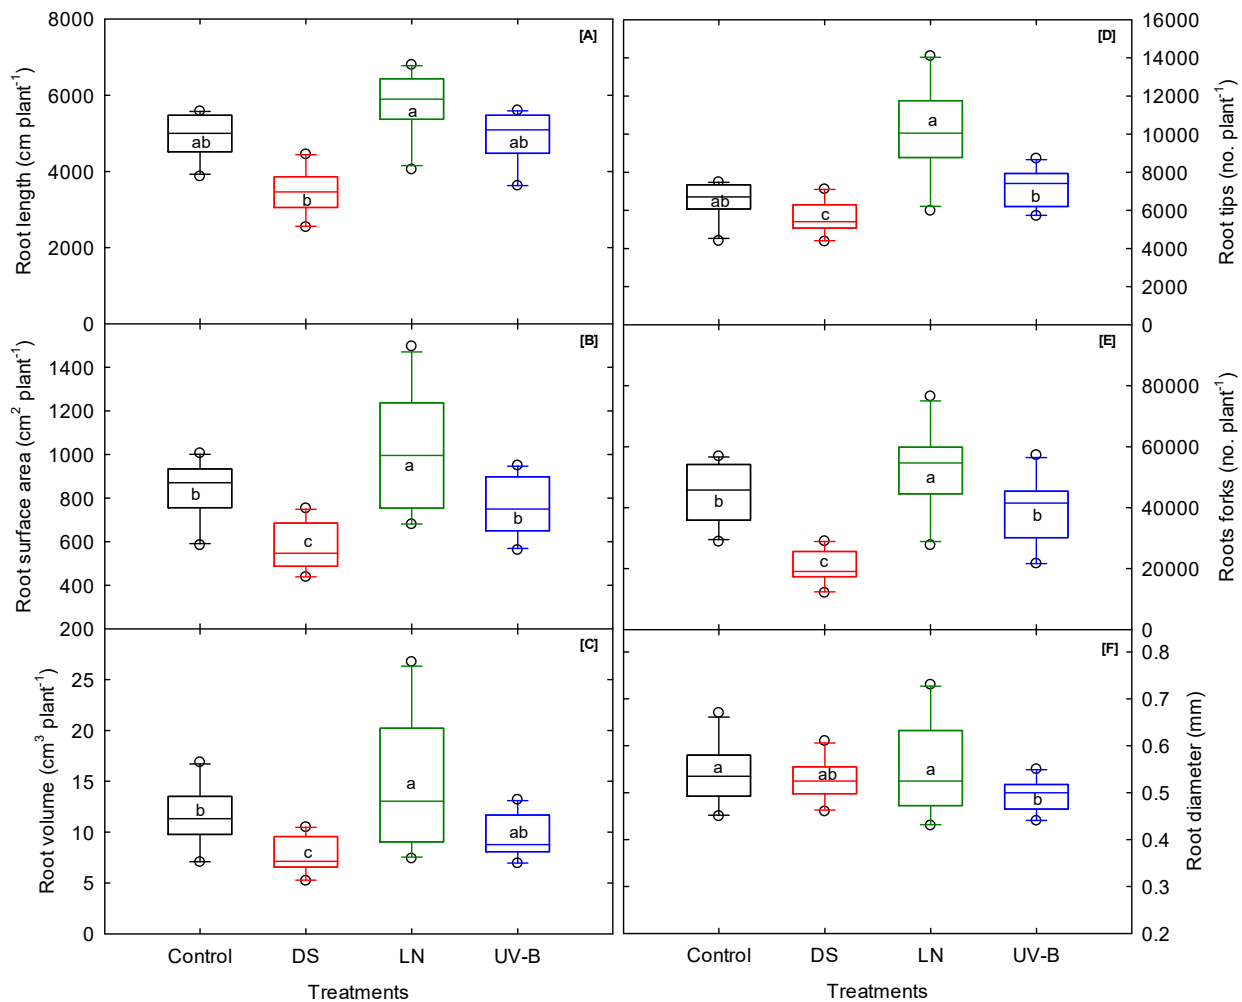 [A]
Root length (cm plant⁻¹)
8000
6000
4000
2000
0
ab
b
a
ab
[B]
Root surface area (cm² plant⁻¹)
1400
1200
1000
800
600
400
200
b
c
a
b
[C]
Root volume (cm³ plant⁻¹)
25
20
15
10
5
0
b
c
a
ab
Control DS LN UV-B
Treatments
[D]
Root tips (no. plant⁻¹)
16000
14000
12000
10000
8000
6000
4000
2000
0
ab
c
a
b
[E]
Roots forks (no. plant⁻¹)
80000
60000
40000
20000
0
b
c
a
b
[F]
Root diameter (mm)
0.8
0.7
0.6
0.5
0.4
0.3
0.2
a
ab
a
b
Control DS LN UV-B
Treatments